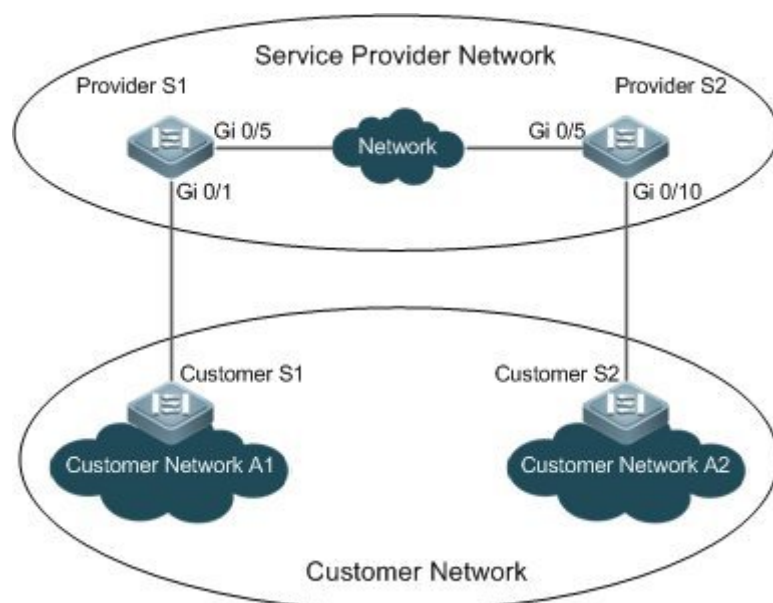 Service Provider Network
Provider S1
Provider S2
Gi 0/5
Network
Gi 0/5
Gi 0/1
Gi 0/10
Customer S1
Customer S2
Customer Network A1
Customer Network A2
Customer Network